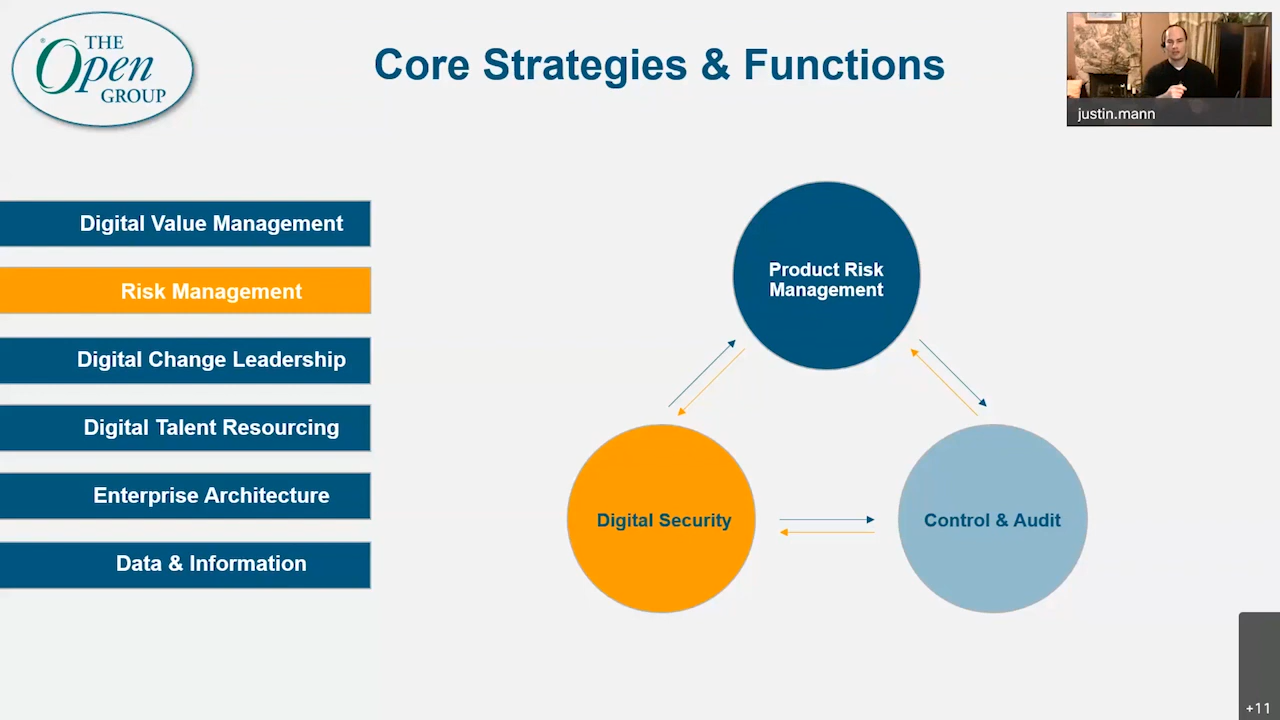 THE
Open
GROUP
®
Core Strategies & Functions
justin.mann
Digital Value Management
Risk Management
Digital Change Leadership
Digital Talent Resourcing
Enterprise Architecture
Data & Information
Product Risk
Management
Digital Security
Control & Audit
+11